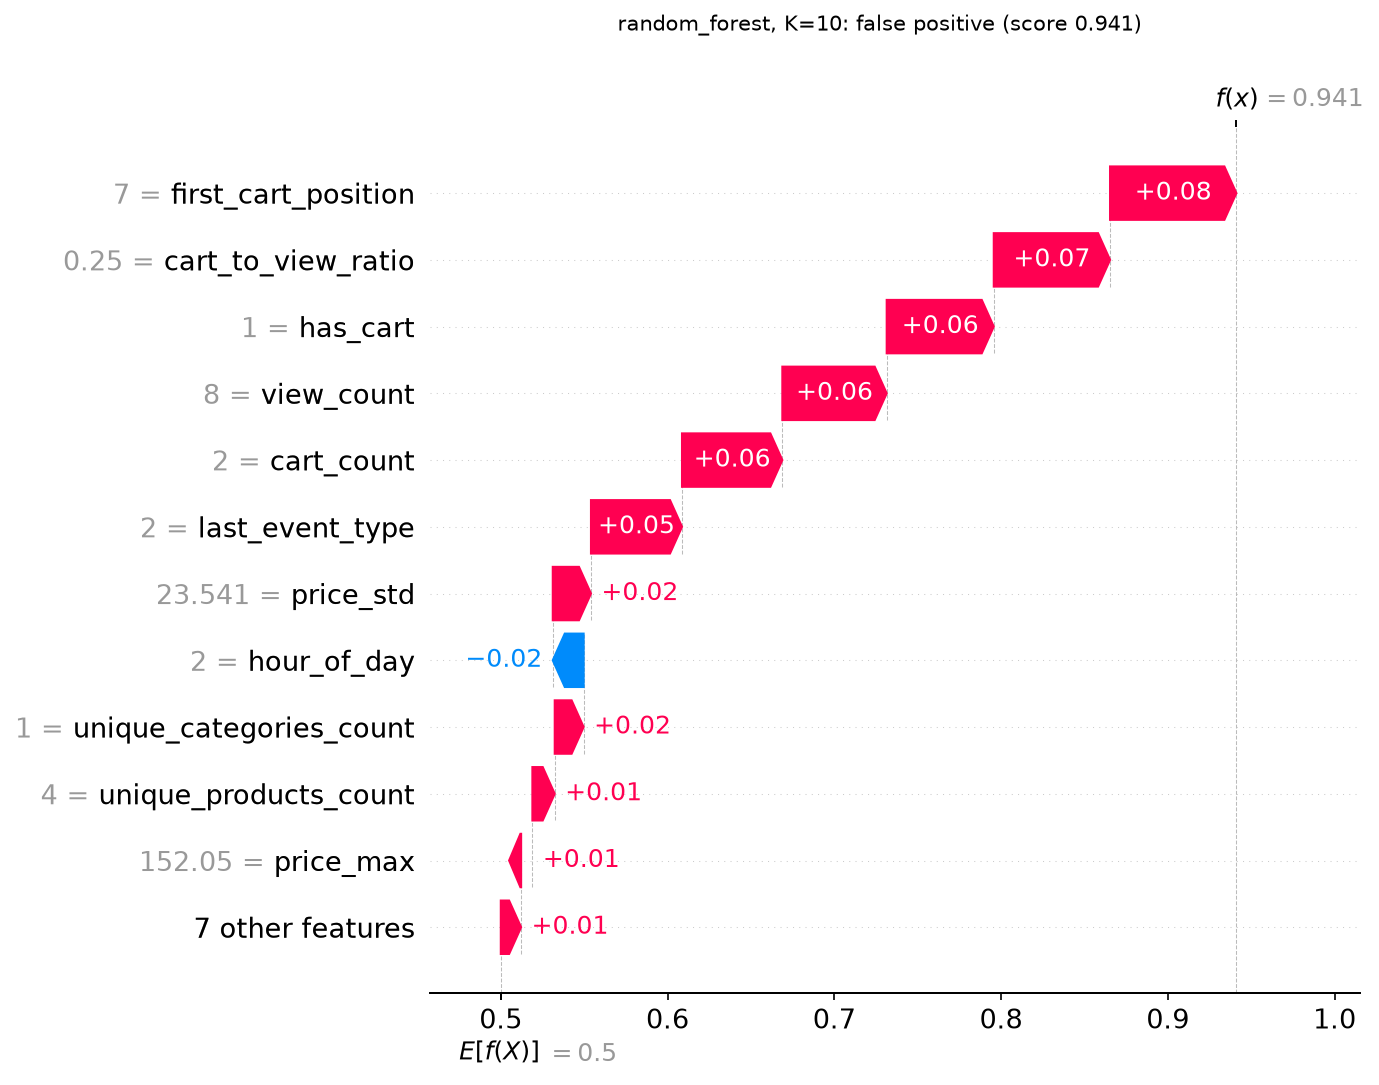 random_forest, K=10: false positive (score 0.941)
f(x) = 0.941
7 = first_cart_position +0.08
0.25 = cart_to_view_ratio +0.07
1 = has_cart +0.06
8 = view_count +0.06
2 = cart_count +0.06
2 = last_event_type +0.05
23.541 = price_std +0.02
2 = hour_of_day −0.02
1 = unique_categories_count +0.02
4 = unique_products_count +0.01
152.05 = price_max +0.01
7 other features +0.01
0.5 0.6 0.7 0.8 0.9 1.0
E[f(X)] = 0.5